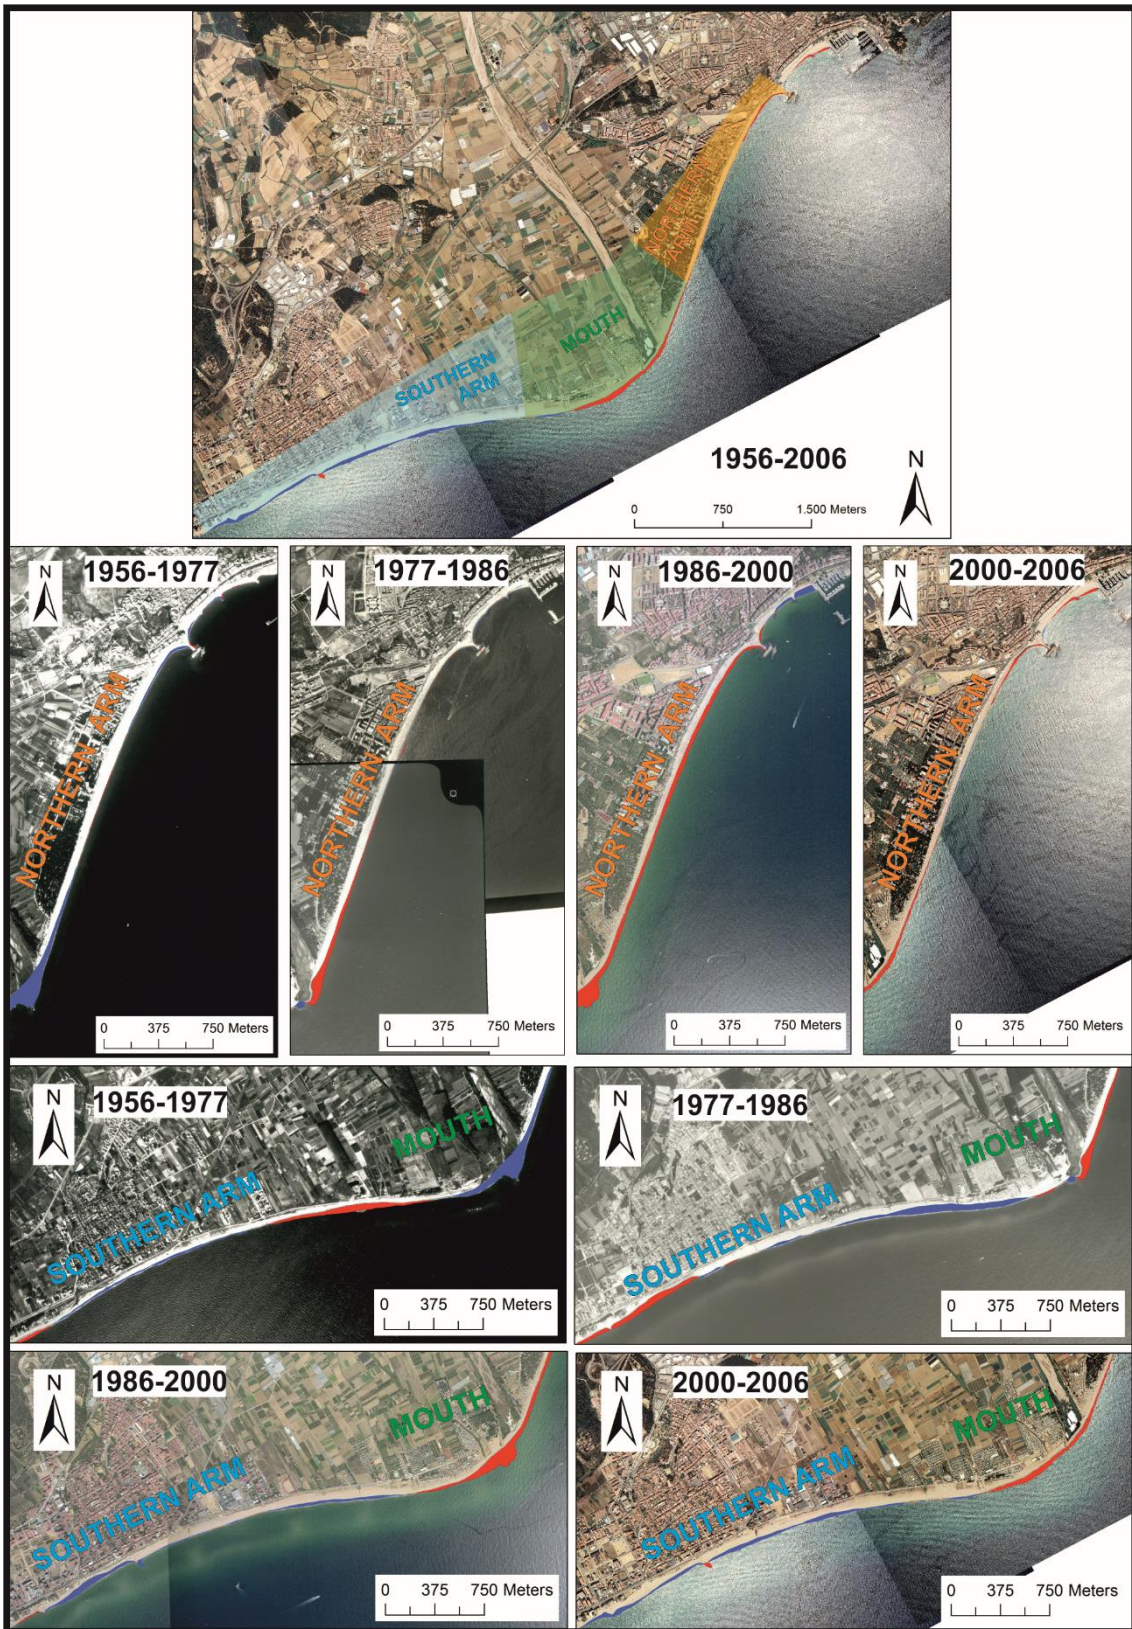 NORTHERN
ARM
MOUTH
SOUTHERN
ARM
1956-2006
N
0 750 1.500 Meters
N
1956-1977
NORTHERN ARM
0 375 750 Meters
N
1977-1986
NORTHERN ARM
0 375 750 Meters
N
1986-2000
NORTHERN ARM
0 375 750 Meters
N
2000-2006
NORTHERN ARM
0 375 750 Meters
N
1956-1977
MOUTH
SOUTHERN ARM
0 375 750 Meters
N
1977-1986
MOUTH
SOUTHERN ARM
0 375 750 Meters
N
1986-2000
MOUTH
SOUTHERN ARM
0 375 750 Meters
N
2000-2006
MOUTH
SOUTHERN ARM
0 375 750 Meters